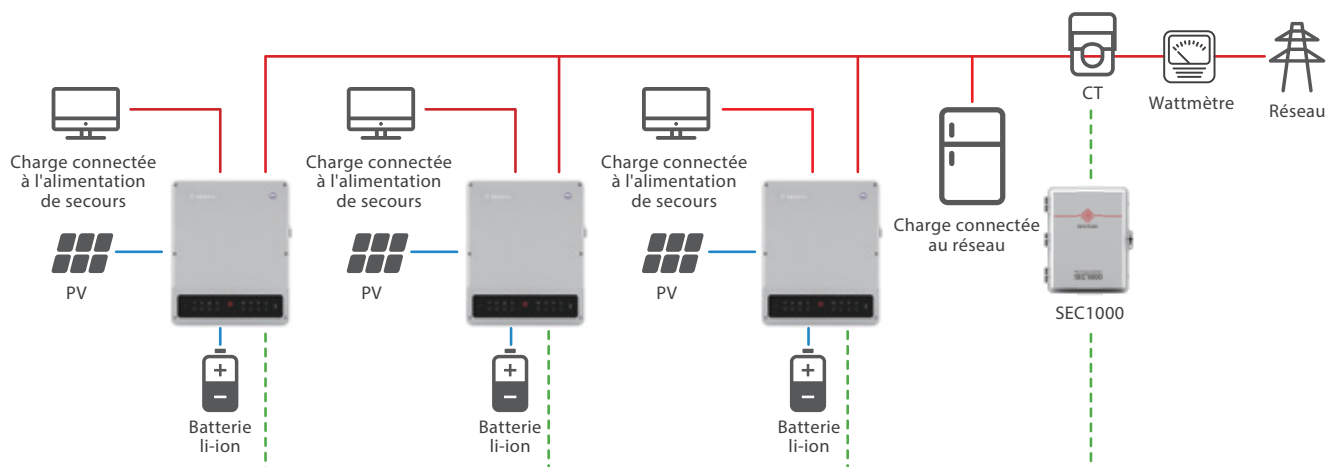 CT
Wattmètre
Réseau
Charge connectée
à l'alimentation
de secours
Charge connectée
à l'alimentation
de secours
Charge connectée
à l'alimentation
de secours
Charge connectée
au réseau
PV
PV
PV
SEC1000
SEC1000
Batterie
li-ion
Batterie
li-ion
Batterie
li-ion